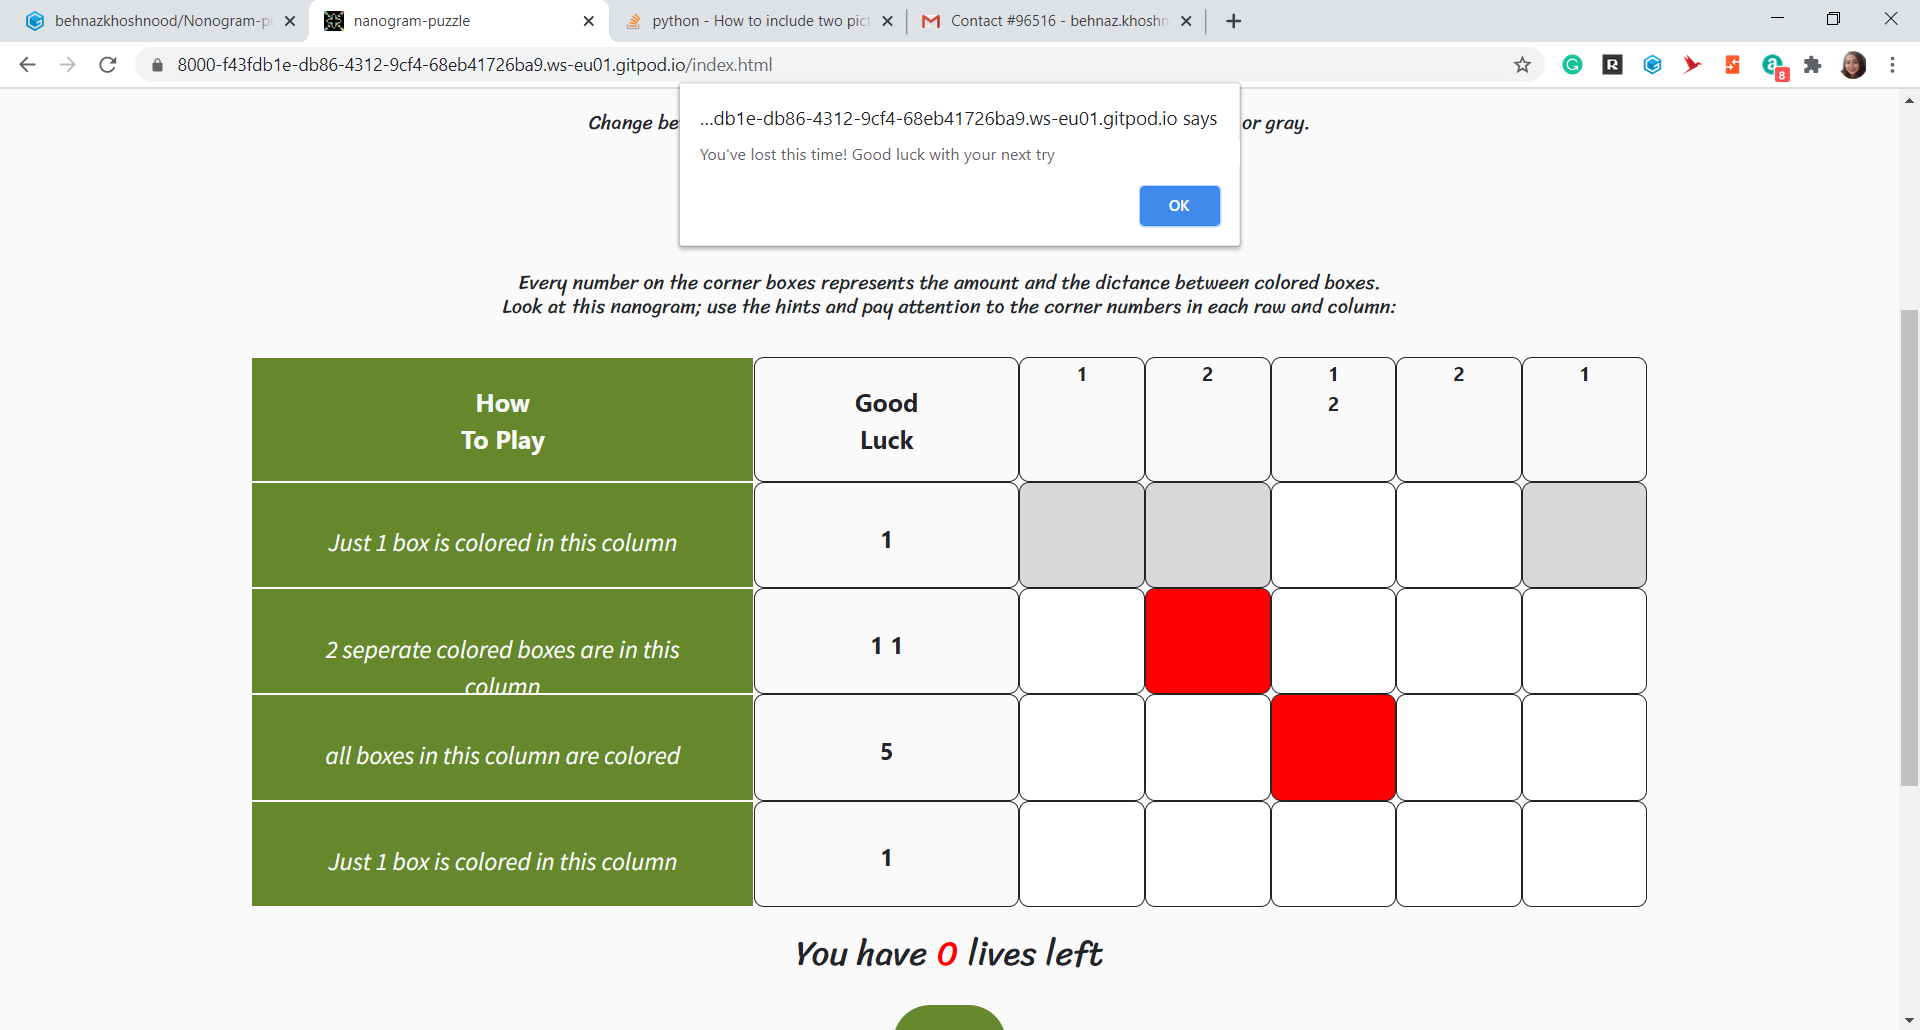 behnazkhoshnood/Nonogram-p
nanogram-puzzle
python - How to include two pict
Contact #96516 - behnaz.khoshn
8000-f43fdb1e-db86-4312-9cf4-68eb41726ba9.ws-eu01.gitpod.io/index.html
8
...db1e-db86-4312-9cf4-68eb41726ba9.ws-eu01.gitpod.io says
You've lost this time! Good luck with your next try
OK
Change be or gray.
Every number on the corner boxes represents the amount and the dictance between colored boxes.
Look at this nanogram; use the hints and pay attention to the corner numbers in each raw and column:
How
To Play
Good
Luck
1 2 1 2 1
2
Just 1 box is colored in this column
1
2 seperate colored boxes are in this
column
1 1
all boxes in this column are colored
5
Just 1 box is colored in this column
1
You have 0 lives left